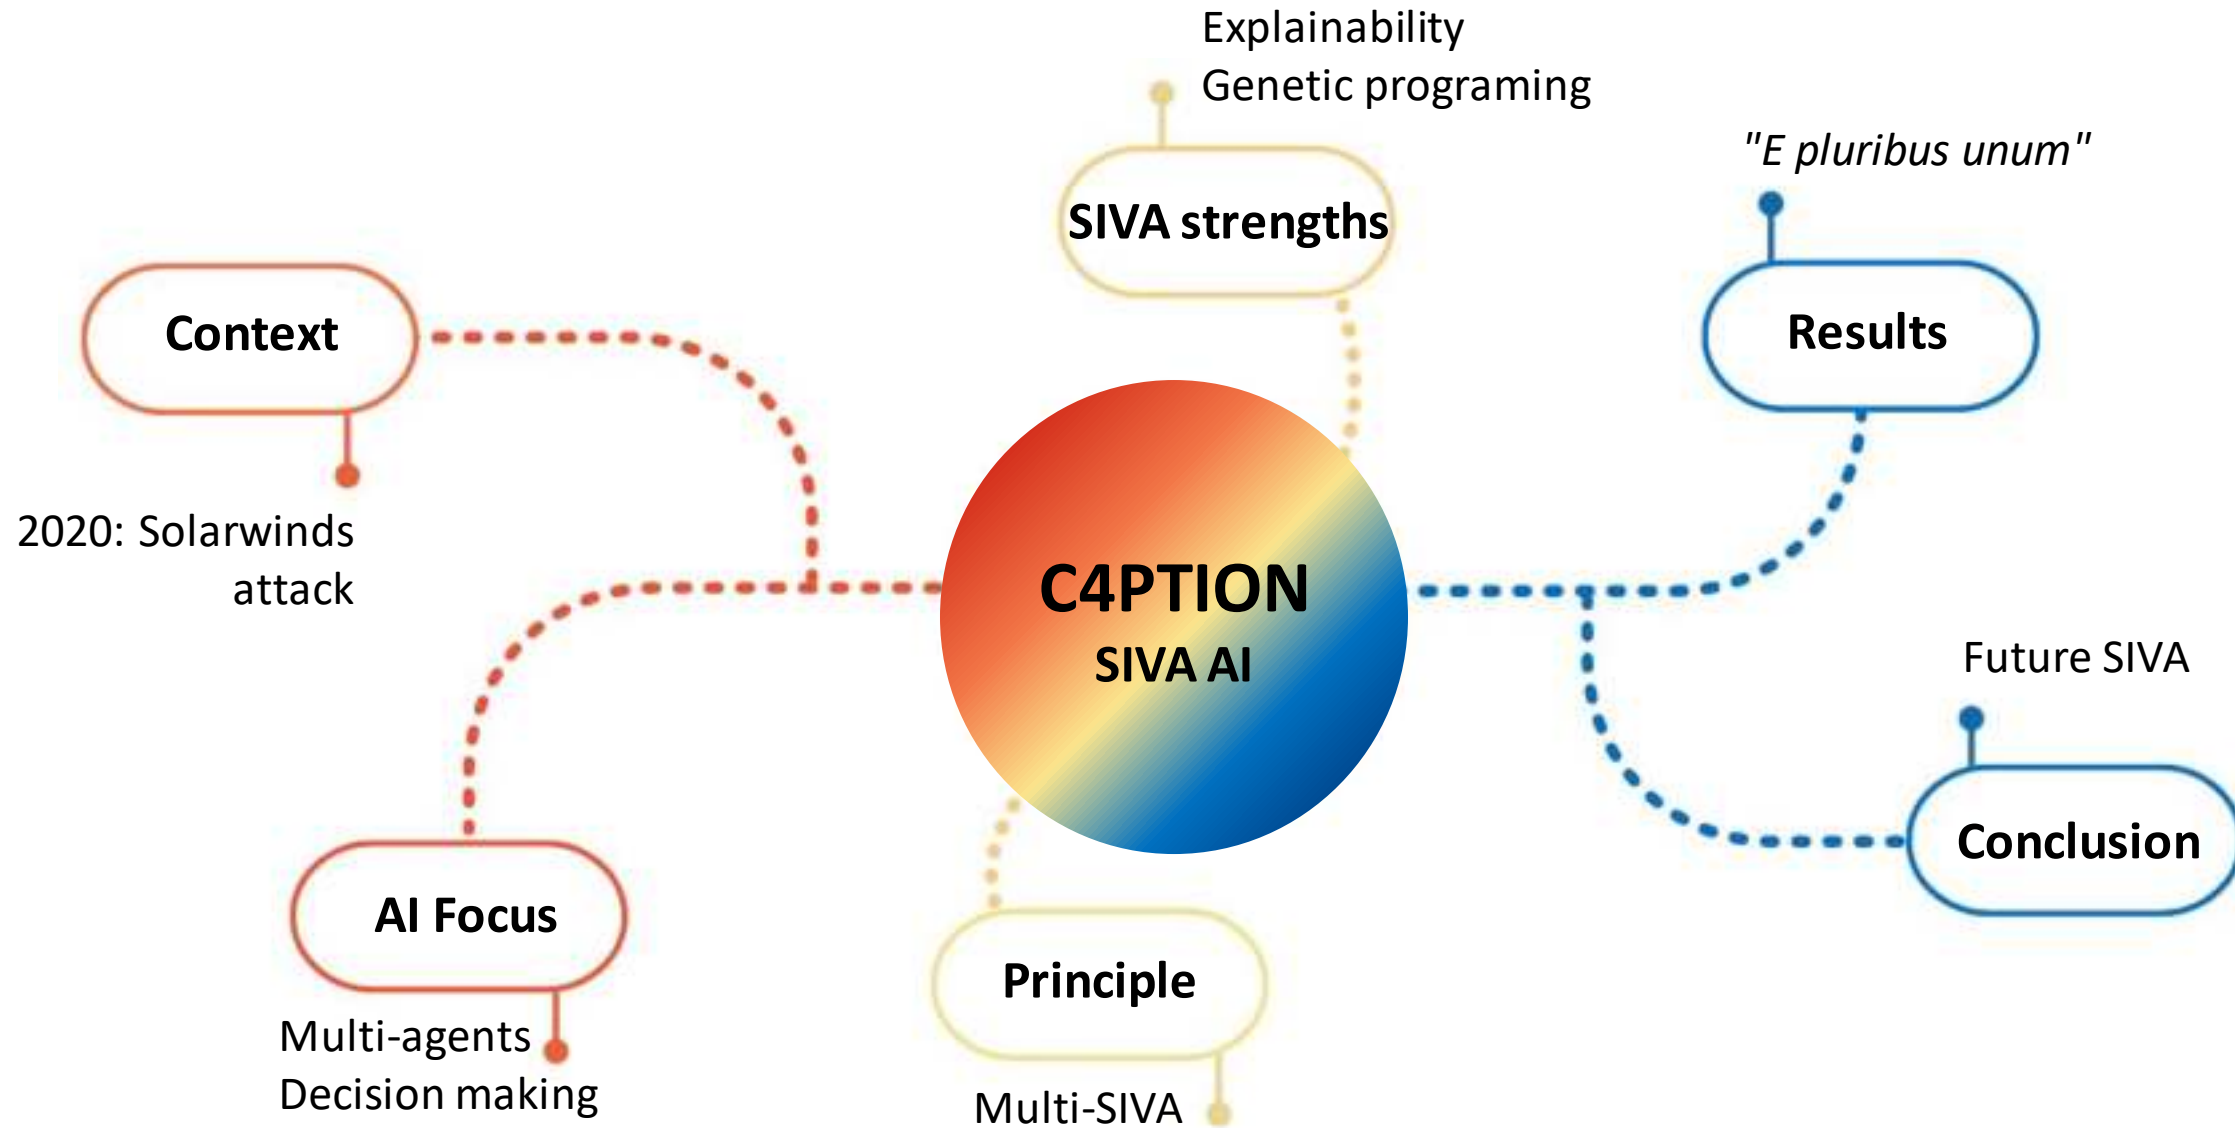 Explainability
Genetic programing
SIVA strengths
"E pluribus unum"
Results
Context
2020: Solarwinds
attack
C4PTION
SIVA AI
Future SIVA
Conclusion
AI Focus
Multi-agents
Decision making
Principle
Multi-SIVA